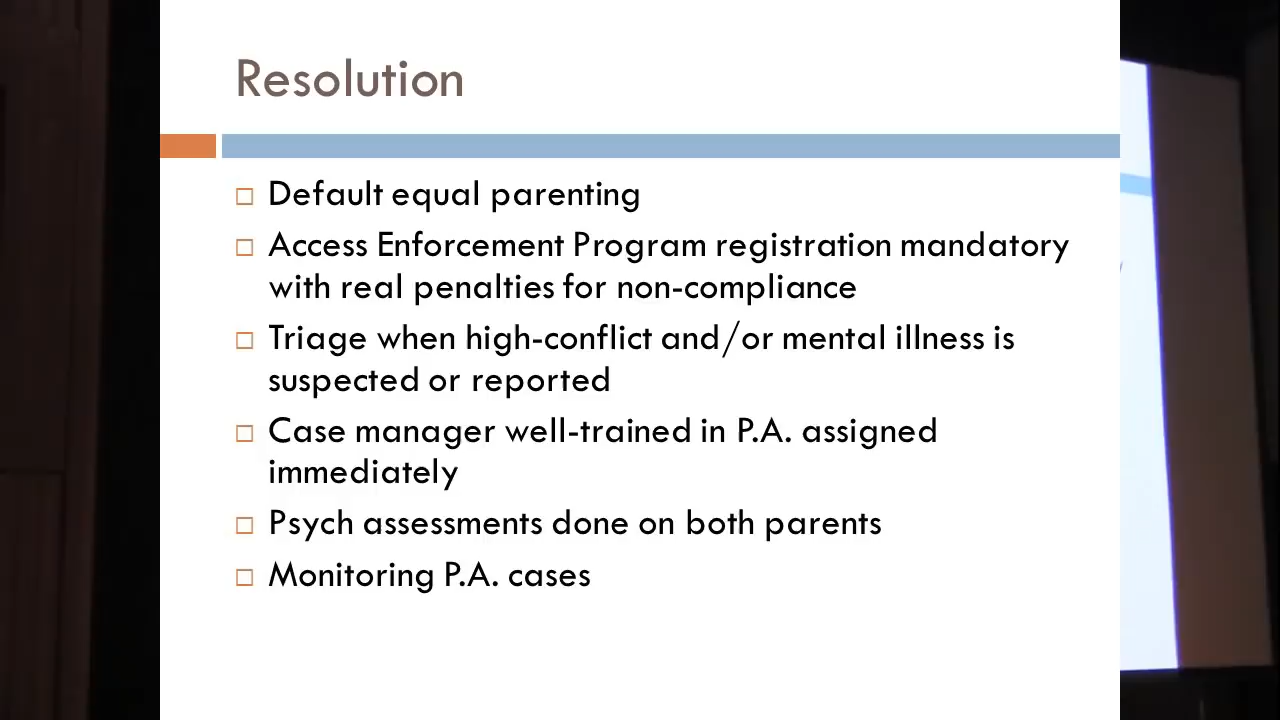 Resolution
Default equal parenting
Access Enforcement Program registration mandatory
with real penalties for non-compliance
Triage when high-conflict and/or mental illness is
suspected or reported
Case manager well-trained in P.A. assigned
immediately
Psych assessments done on both parents
Monitoring P.A. cases